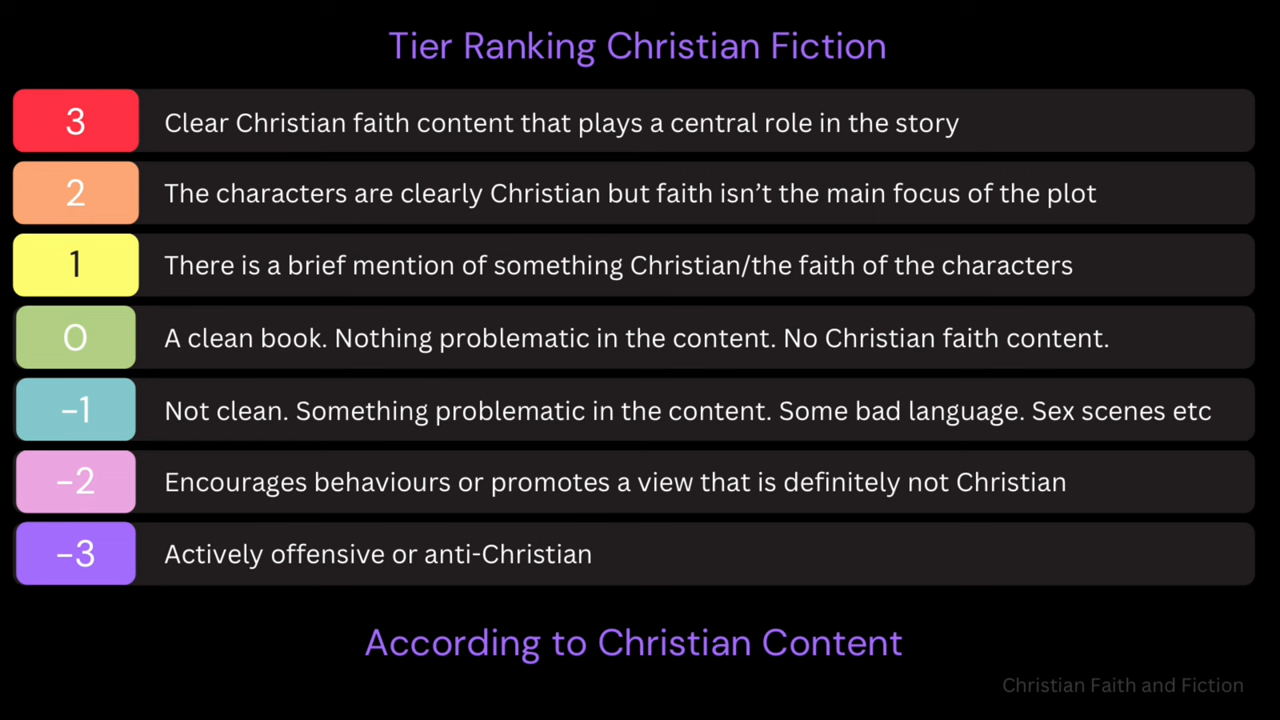 Tier Ranking Christian Fiction
3
Clear Christian faith content that plays a central role in the story
2
The characters are clearly Christian but faith isn’t the main focus of the plot
1
There is a brief mention of something Christian/the faith of the characters
0
A clean book. Nothing problematic in the content. No Christian faith content.
−1
Not clean. Something problematic in the content. Some bad language. Sex scenes etc
−2
Encourages behaviours or promotes a view that is definitely not Christian
−3
Actively offensive or anti-Christian
According to Christian Content
Christian Faith and Fiction